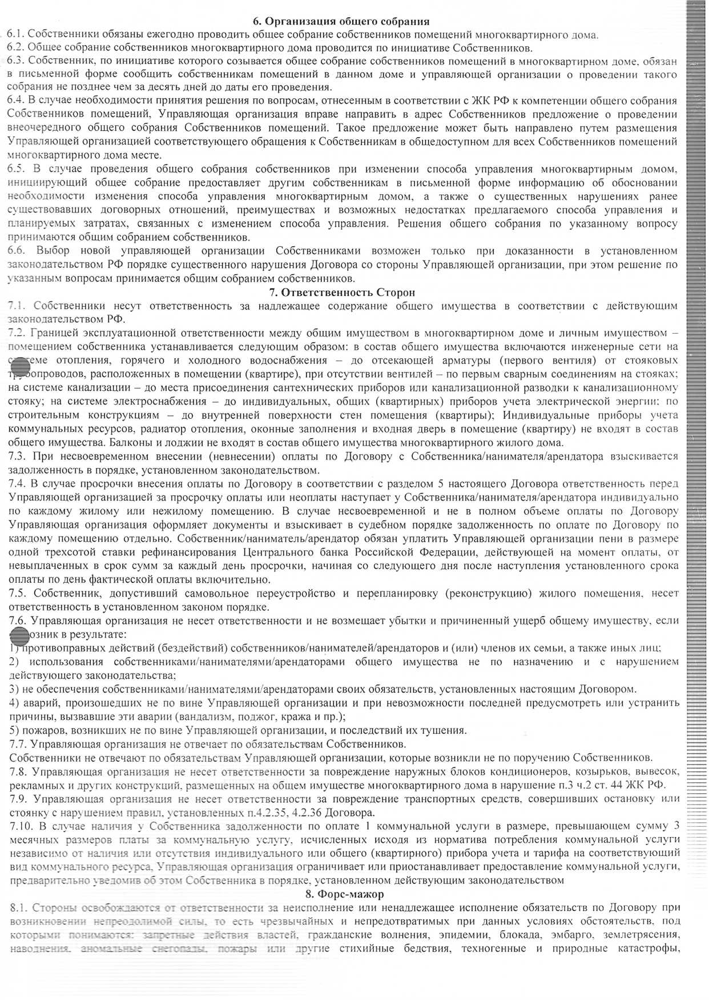 6. Организация общего собрания
6.1. Собственники обязаны ежегодно проводить общее собрание собственников помещений многоквартирного дома.
6.2. Общее собрание собственников многоквартирного дома проводится по инициативе Собственников.
6.3. Собственник, по инициативе которого созывается общее собрание собственников помещений в многоквартирном доме, обязан
в письменной форме сообщить собственникам помещений в данном доме и управляющей организации о проведении такого
собрания не позднее чем за десять дней до даты его проведения.
6.4. В случае необходимости принятия решения по вопросам, отнесенным в соответствии с ЖК РФ к компетенции общего собрания
Собственников помещений, Управляющая организация вправе направить в адрес Собственников предложение о проведении
внеочередного общего собрания Собственников помещений. Такое предложение может быть направлено путем размещения
Управляющей организацией соответствующего обращения к Собственникам в общедоступном для всех Собственников помещений
многоквартирного дома месте.
6.5. В случае проведения общего собрания собственников при изменении способа управления многоквартирным домом,
инициирующий общее собрание предоставляет другим собственникам в письменной форме информацию об обосновании
необходимости изменения способа управления многоквартирным домом, а также о существенных нарушениях ранее
существовавших договорных отношений, преимуществах и возможных недостатках предлагаемого способа управления и
планируемых затратах, связанных с изменением способа управления. Решения общего собрания по указанному вопросу
принимаются общим собранием собственников.
6.6. Выбор новой управляющей организации Собственниками возможен только при доказанности в установленном
законодательством РФ порядке существенного нарушения Договора со стороны Управляющей организации, при этом решение по
указанным вопросам принимается общим собранием собственников.
7. Ответственность Сторон
7.1. Собственники несут ответственность за надлежащее содержание общего имущества в соответствии с действующим
законодательством РФ.
7.2. Границей эксплуатационной ответственности между общим имуществом в многоквартирном доме и личным имуществом –
помещением собственника устанавливается следующим образом: в состав общего имущества включаются инженерные сети на
системе отопления, горячего и холодного водоснабжения – до отсекающей арматуры (первого вентиля) от стояковых
трубопроводов, расположенных в помещении (квартире), при отсутствии вентилей – по первым сварным соединениям на стояках;
на системе канализации – до места присоединения сантехнических приборов или канализационной разводки к канализационному
стояку; на системе электроснабжения – до индивидуальных, общих (квартирных) приборов учета электрической энергии: по
строительным конструкциям – до внутренней поверхности стен помещения (квартиры); Индивидуальные приборы учета
коммунальных ресурсов, радиатор отопления, оконные заполнения и входная дверь в помещение (квартиру) не входят в состав
общего имущества. Балконы и лоджии не входят в состав общего имущества многоквартирного жилого дома.
7.3. При несвоевременном внесении (невнесении) оплаты по Договору с Собственника/нанимателя/арендатора взыскивается
задолженность в порядке, установленном законодательством.
7.4. В случае просрочки внесения оплаты по Договору в соответствии с разделом 5 настоящего Договора ответственность перед
Управляющей организацией за просрочку оплаты или неоплаты наступает у Собственника/нанимателя/арендатора индивидуально
по каждому жилому или нежилому помещению. В случае несвоевременной и не в полном объеме оплаты по Договору
Управляющая организация оформляет документы и взыскивает в судебном порядке задолженность по оплате по Договору по
каждому помещению отдельно. Собственник/наниматель/арендатор обязан уплатить Управляющей организации пени в размере
одной трехсотой ставки рефинансирования Центрального банка Российской Федерации, действующей на момент оплаты, от
невыплаченных в срок сумм за каждый день просрочки, начиная со следующего дня после наступления установленного срока
оплаты по день фактической оплаты включительно.
7.5. Собственник, допустивший самовольное переустройство и перепланировку (реконструкцию) жилого помещения, несет
ответственность в установленном законом порядке.
7.6. Управляющая организация не несет ответственности и не возмещает убытки и причиненный ущерб общему имуществу, если
озник в результате:
1) противоправных действий (бездействий) собственников/нанимателей/арендаторов и (или) членов их семьи, а также иных лиц;
2) использования собственниками/нанимателями/арендаторами общего имущества не по назначению и с нарушением
действующего законодательства;
3) не обеспечения собственниками/нанимателями/арендаторами своих обязательств, установленных настоящим Договором.
4) аварий, произошедших не по вине Управляющей организации и при невозможности последней предусмотреть или устранить
причины, вызвавшие эти аварии (вандализм, поджог, кража и пр.);
5) пожаров, возникших не по вине Управляющей организации, и последствий их тушения.
7.7. Управляющая организация не отвечает по обязательствам Собственников.
Собственники не отвечают по обязательствам Управляющей организации, которые возникли не по поручению Собственников.
7.8. Управляющая организация не несет ответственности за повреждение наружных блоков кондиционеров, козырьков, вывесок,
рекламных и других конструкций, размещенных на общем имуществе многоквартирного дома в нарушение п.3 ч.2 ст. 44 ЖК РФ.
7.9. Управляющая организация не несет ответственности за повреждение транспортных средств, совершивших остановку или
стоянку с нарушением правил, установленных п.4.2.35, 4.2.36 Договора.
7.10. В случае наличия у Собственника задолженности по оплате 1 коммунальной услуги в размере, превышающем сумму 3
месячных размеров платы за коммунальную услугу, исчисленных исходя из норматива потребления коммунальной услуги
независимо от наличия или отсутствия индивидуального или общего (квартирного) прибора учета и тарифа на соответствующий
вид коммунального ресурса, Управляющая организация ограничивает или приостанавливает предоставление коммунальной услуги,
предварительно уведомив об этом Собственника в порядке, установленном действующим законодательством
8. Форс-мажор
8.1. Стороны освобождаются от ответственности за неисполнение или ненадлежащее исполнение обязательств по Договору при
возникновении непреодолимой силы, то есть чрезвычайных и непредотвратимых при данных условиях обстоятельств, под
которыми понимаются: запретные действия властей, гражданские волнения, эпидемии, блокада, эмбарго, землетрясения,
наводнения, аномальные снегопады, пожары или другие стихийные бедствия, техногенные и природные катастрофы,